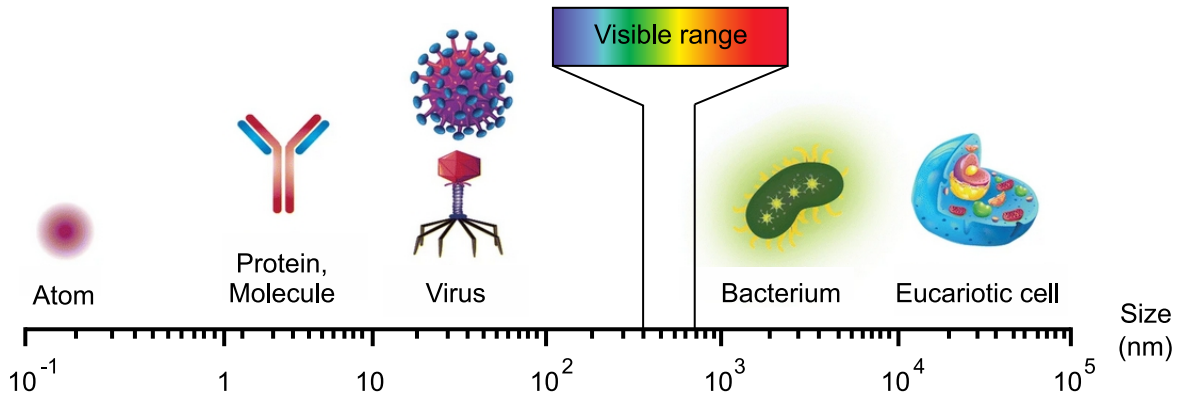 Visible range
Protein,
Molecule
Atom
Virus
Bacterium
Eucariotic cell
Size
(nm)
10⁻¹
1
10
10²
10³
10⁴
10⁵